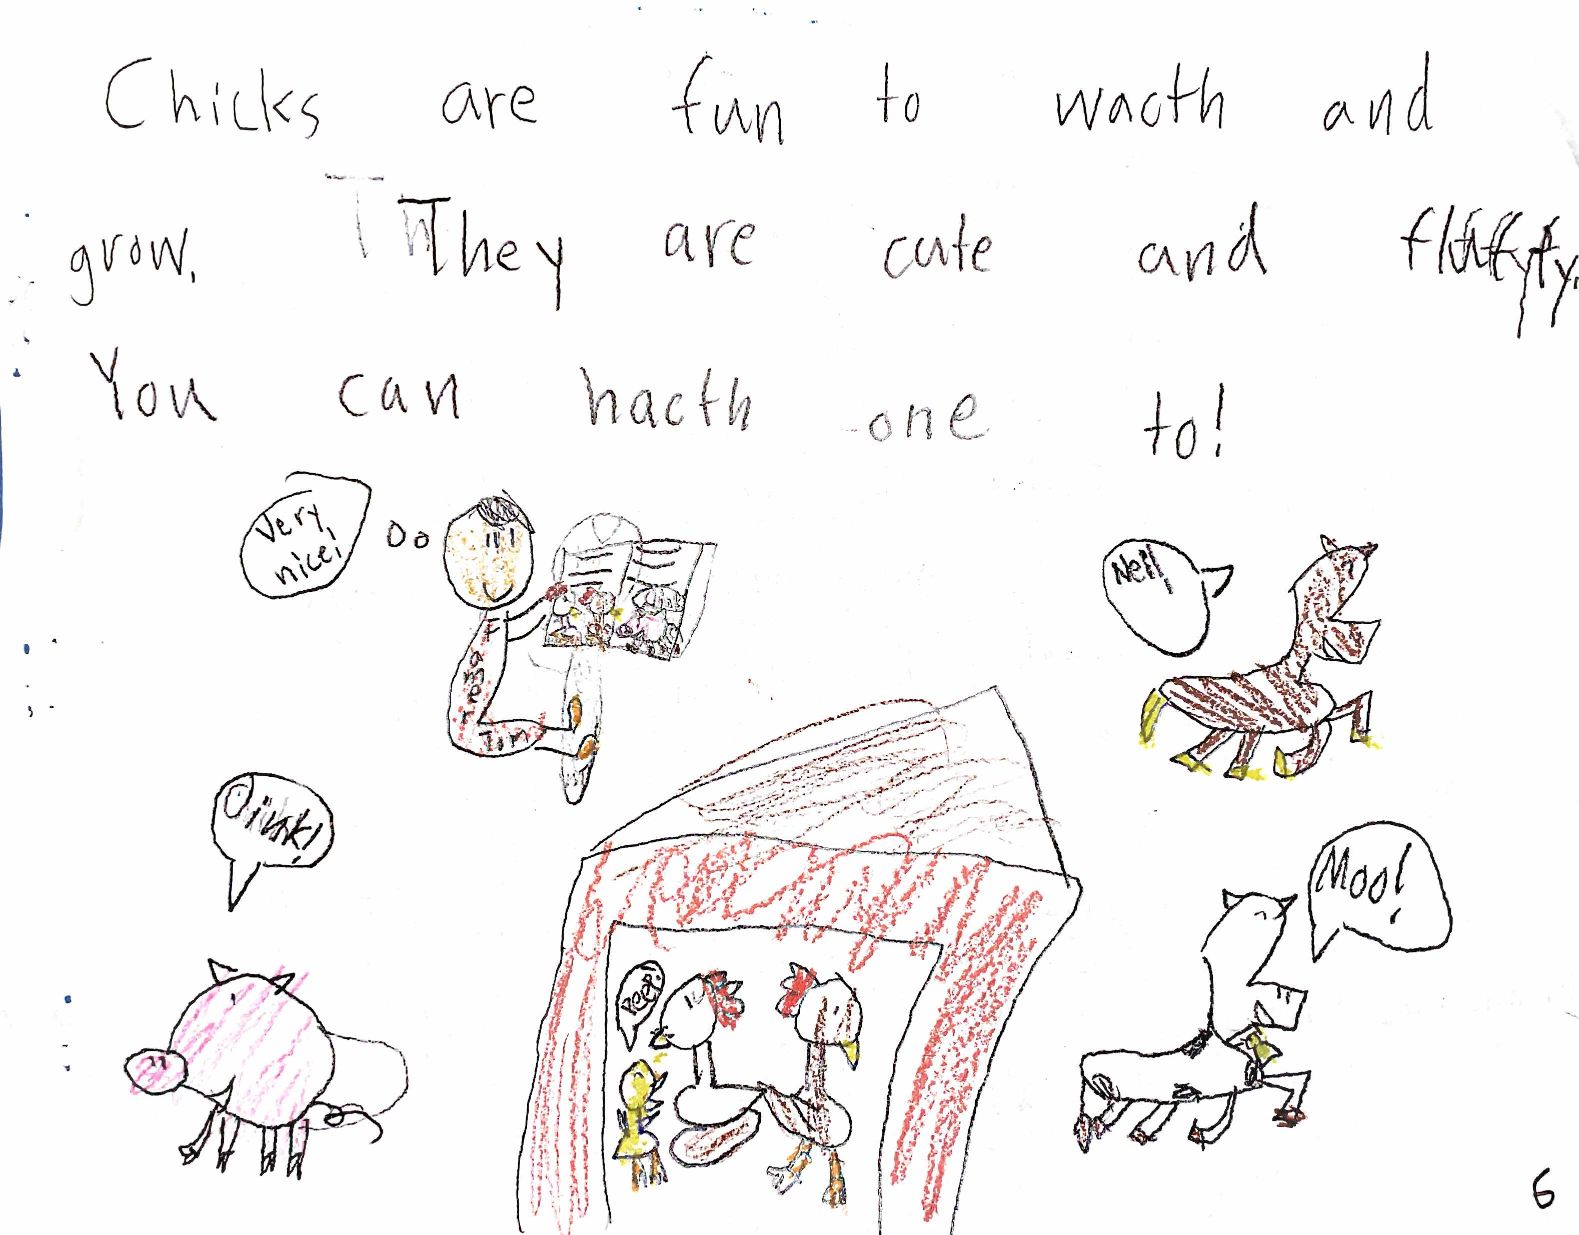 Chicks are fun to wacth and
grow. They are cute and fluffy.
You can hacth one to!
Very
nice!
Neh!
Oink!
Moo!
Peep!
Farmer
Tim
6